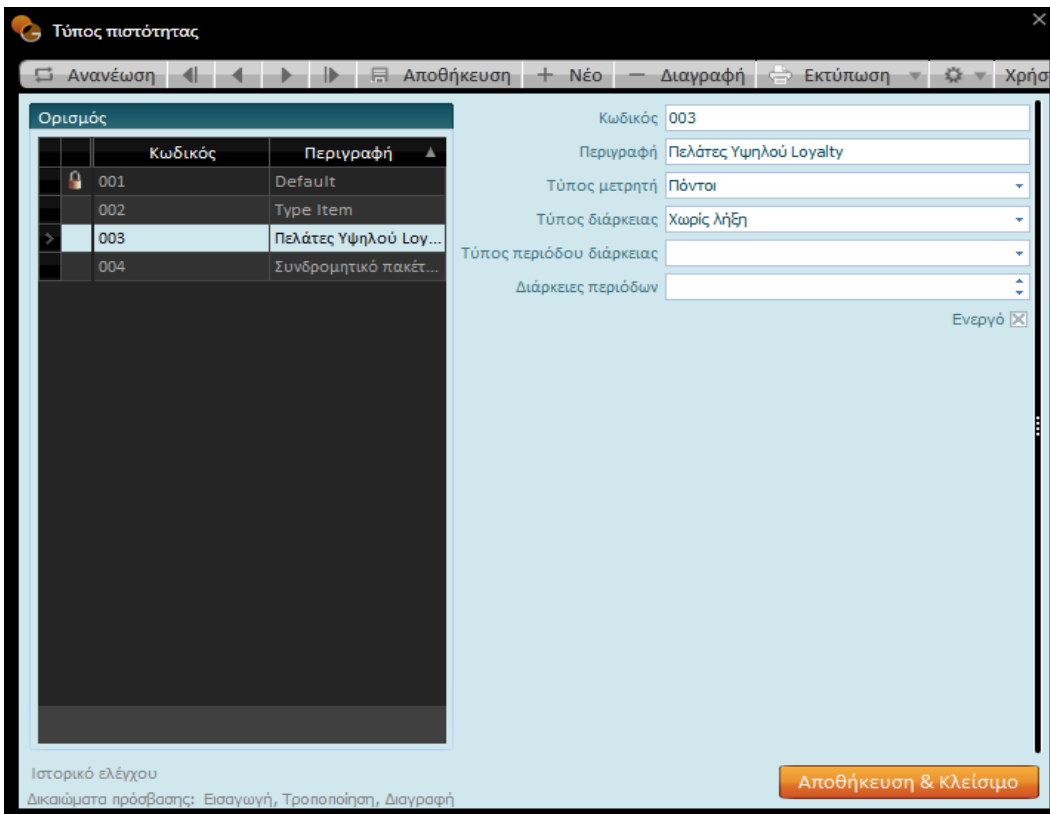 Τύπος πιστότητας
Ανανέωση Αποθήκευση Νέο Διαγραφή Εκτύπωση
Ορισμός
Κωδικός Περιγραφή
001 Default
002 Type Item
003 Πελάτες Υψηλού Loy...
004 Συνδρομητικό πακέτ...
Κωδικός 003
Περιγραφή Πελάτες Υψηλού Loyalty
Τύπος μετρητή Πόντοι
Τύπος διάρκειας Χωρίς λήξη
Τύπος περιόδου διάρκειας
Διάρκειες περιόδων
Ενεργό
Ιστορικό ελέγχου
Δικαιώματα πρόσβασης: Εισαγωγή, Τροποποίηση, Διαγραφή
Αποθήκευση & Κλείσιμο